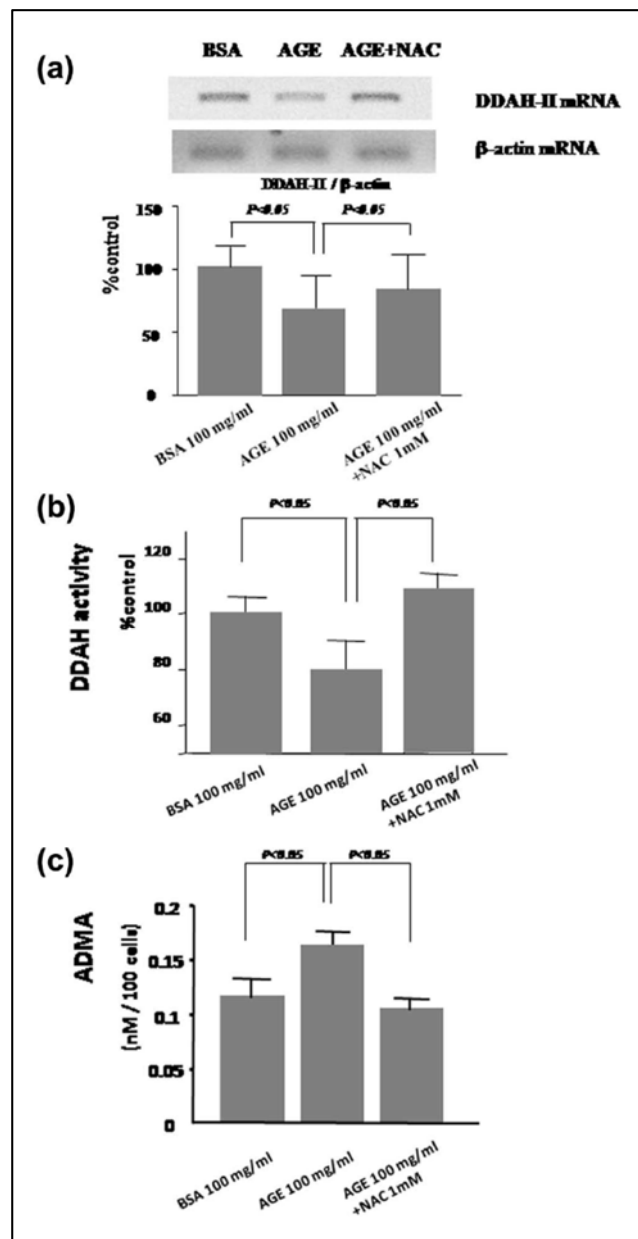 (a)
BSA AGE AGE+NAC
DDAH-II mRNA
β-actin mRNA
DDAH-II / β-actin
P<0.05 P<0.05
%control
150
100
50
0
BSA 100 mg/ml
AGE 100 mg/ml
AGE 100 mg/ml
+NAC 1mM
(b)
P<0.05 P<0.05
DDAH activity
%control
120
100
80
60
BSA 100 mg/ml
AGE 100 mg/ml
AGE 100 mg/ml
+NAC 1mM
(c)
P<0.05 P<0.05
ADMA
(nM / 100 cells)
0.2
0.15
0.1
0.05
0
BSA 100 mg/ml
AGE 100 mg/ml
AGE 100 mg/ml
+NAC 1mM